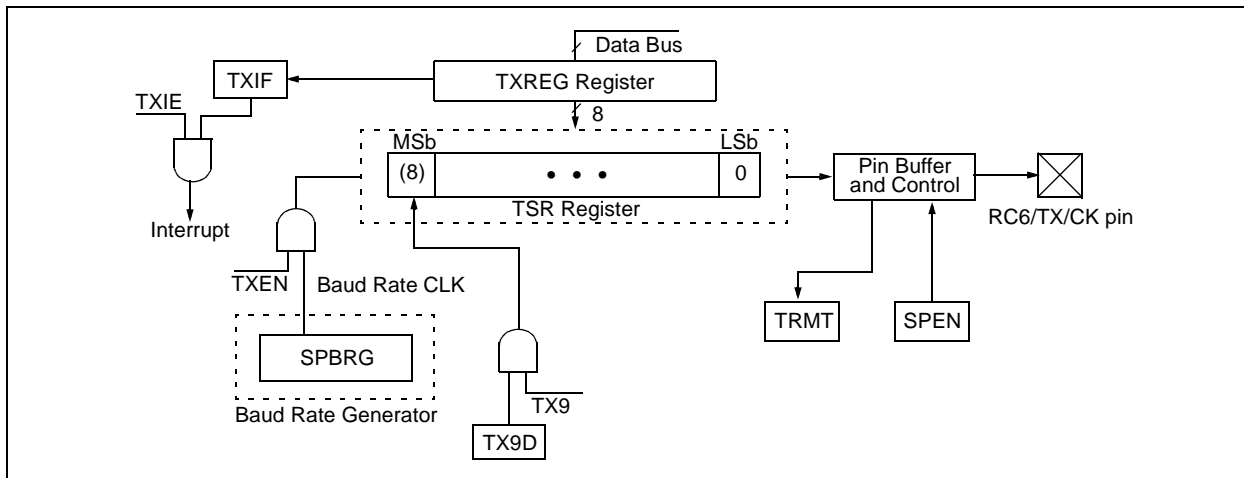 Data Bus
TXREG Register
TXIF
8
TXIE
MSb
LSb
(8)
• • •
0
TSR Register
Pin Buffer
and Control
RC6/TX/CK pin
Interrupt
TXEN
Baud Rate CLK
TRMT
SPEN
SPBRG
Baud Rate Generator
TX9
TX9D